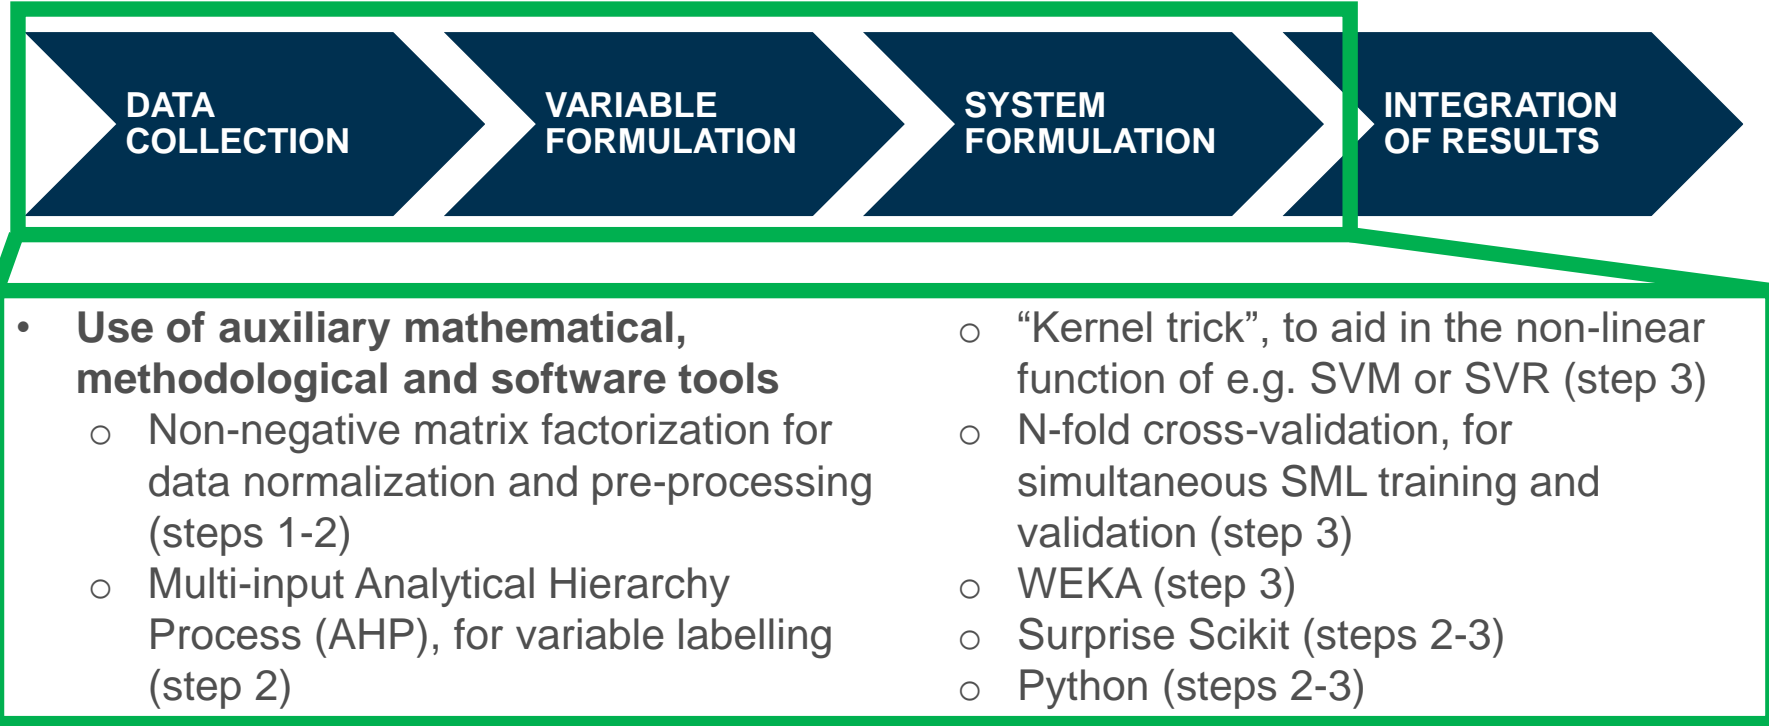 DATA
COLLECTION
VARIABLE
FORMULATION
SYSTEM
FORMULATION
INTEGRATION
OF RESULTS
• Use of auxiliary mathematical,
methodological and software tools
o Non-negative matrix factorization for
data normalization and pre-processing
(steps 1-2)
o Multi-input Analytical Hierarchy
Process (AHP), for variable labelling
(step 2)
o “Kernel trick”, to aid in the non-linear
function of e.g. SVM or SVR (step 3)
o N-fold cross-validation, for
simultaneous SML training and
validation (step 3)
o WEKA (step 3)
o Surprise Scikit (steps 2-3)
o Python (steps 2-3)